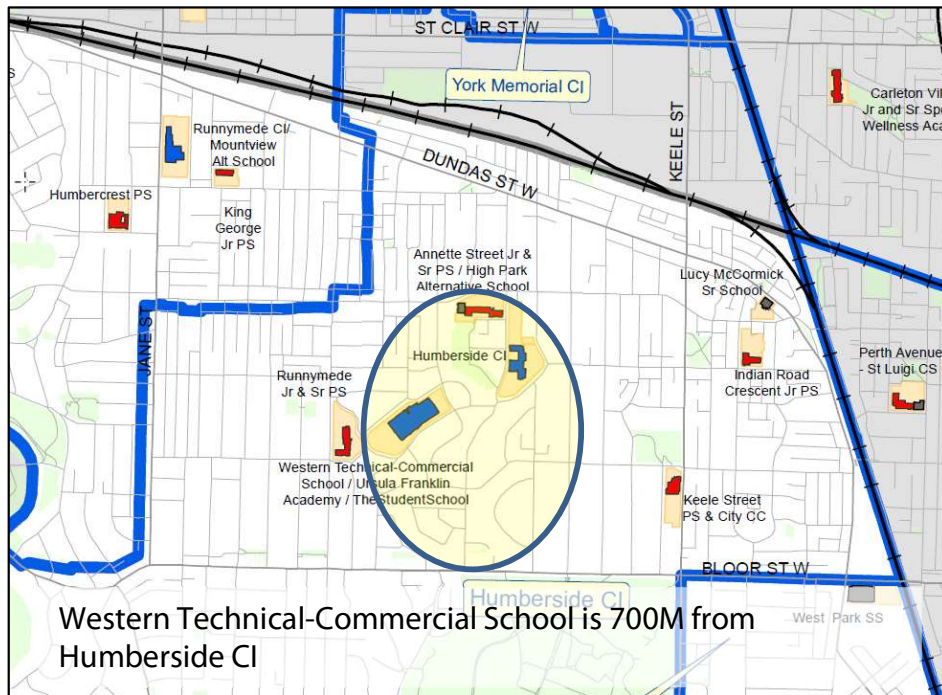 ST CLAIR ST W
York Memorial CI
KEELE ST
Carleton Vil
Jr and Sr Sp
Wellness Aca
Runnymede CI/
Mountview
Alt School
DUNDAS ST W
Humbercrest PS
King
George
Jr PS
Annette Street Jr &
Sr PS / High Park
Alternative School
Lucy McCormick
Sr School
JANE ST
Humberside CI
Runnymede
Jr & Sr PS
Indian Road
Crescent Jr PS
Perth Avenue
- St Luigi CS
Western Technical-Commercial
School / Ursula Franklin
Academy / TheStudentSchool
Keele Street
PS & City CC
BLOOR ST W
Humberside CI
West Park SS
Western Technical-Commercial School is 700M from
Humberside CI